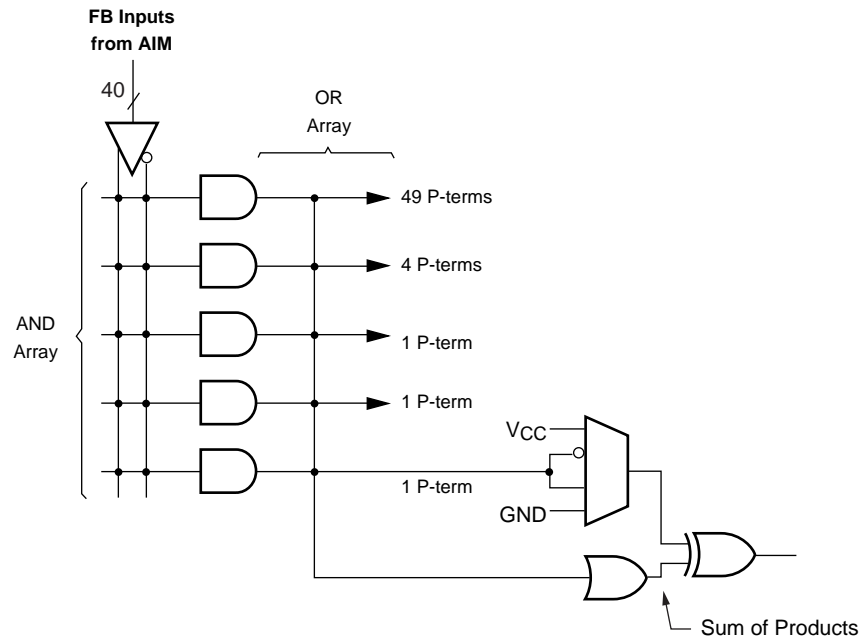 FB Inputs
from AIM
40
OR
Array
49 P-terms
4 P-terms
AND
Array
1 P-term
1 P-term
VCC
1 P-term
GND
Sum of Products